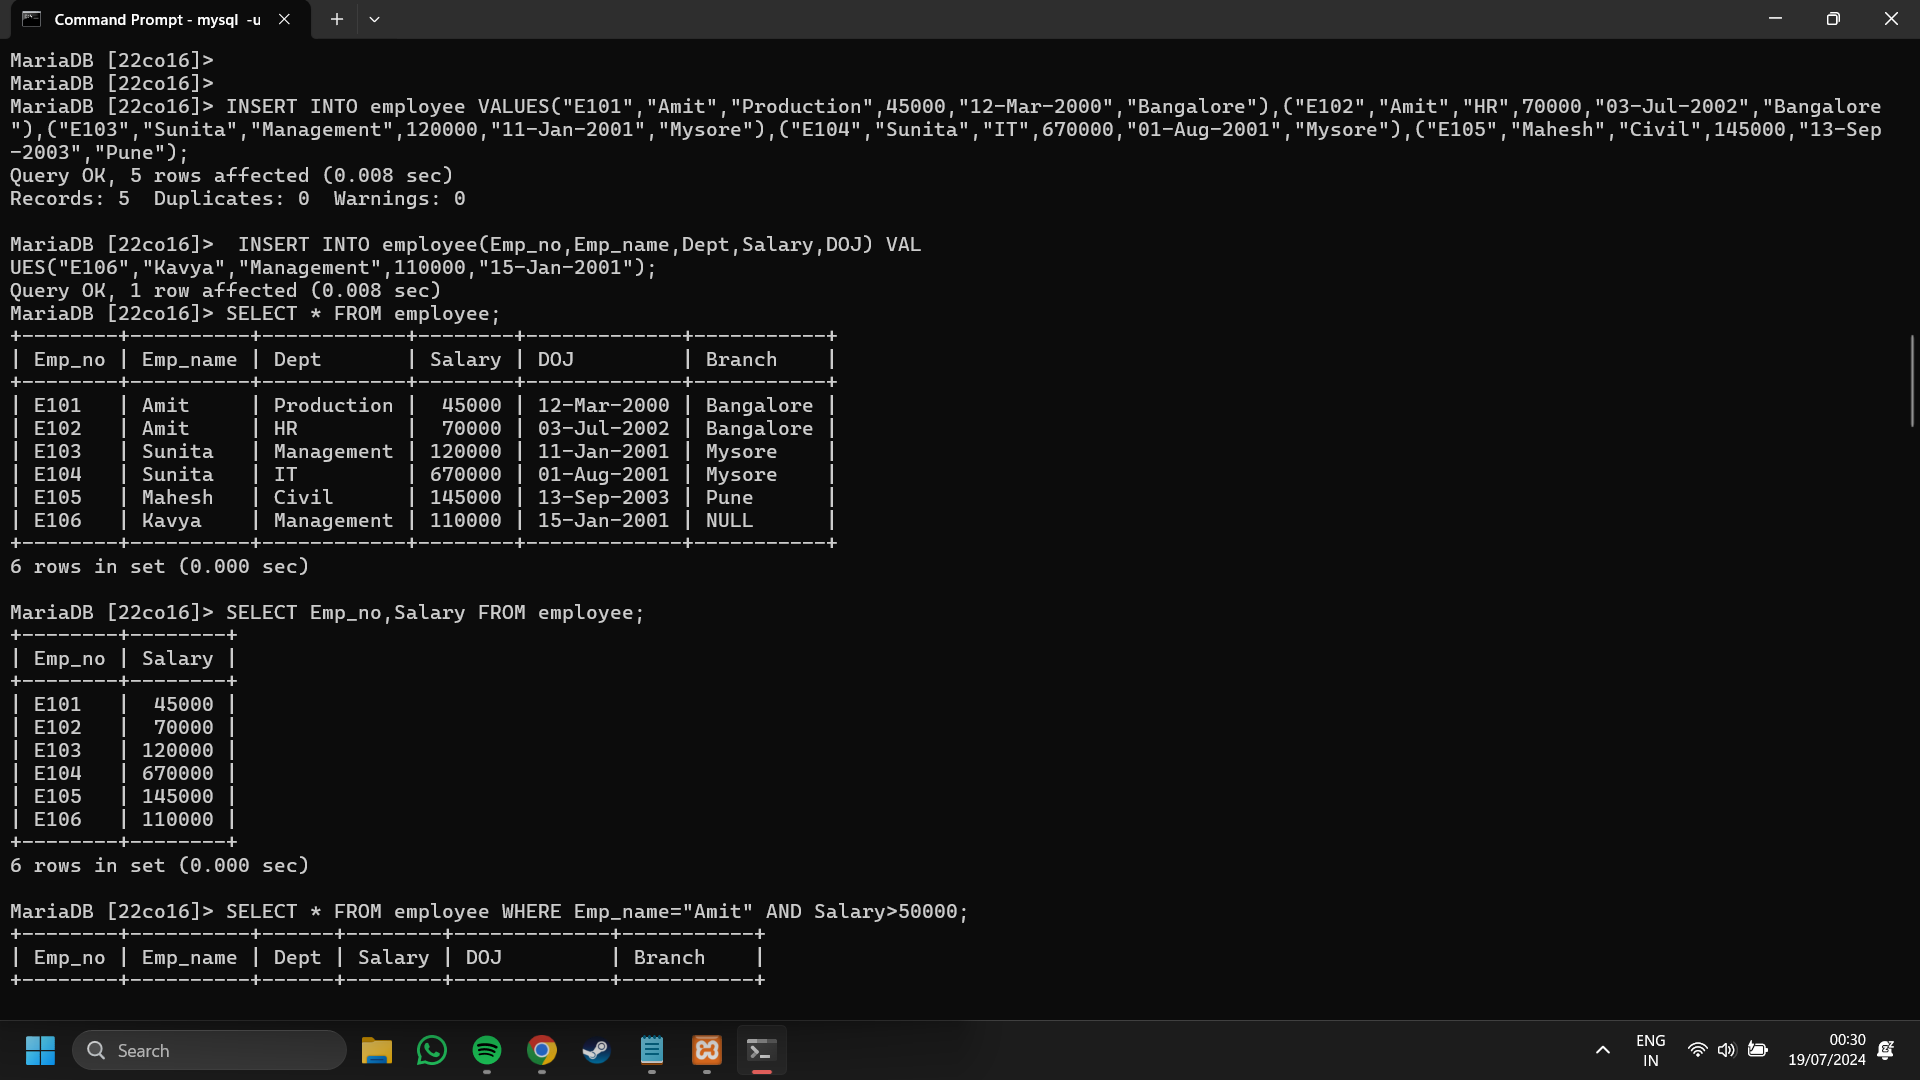 Command Prompt - mysql  -u
MariaDB [22co16]>
MariaDB [22co16]>
MariaDB [22co16]> INSERT INTO employee VALUES("E101","Amit","Production",45000,"12-Mar-2000","Bangalore"),("E102","Amit","HR",70000,"03-Jul-2002","Bangalore
"),("E103","Sunita","Management",120000,"11-Jan-2001","Mysore"),("E104","Sunita","IT",670000,"01-Aug-2001","Mysore"),("E105","Mahesh","Civil",145000,"13-Sep
-2003","Pune");
Query OK, 5 rows affected (0.008 sec)
Records: 5  Duplicates: 0  Warnings: 0
MariaDB [22co16]>  INSERT INTO employee(Emp_no,Emp_name,Dept,Salary,DOJ) VAL
UES("E106","Kavya","Management",110000,"15-Jan-2001");
Query OK, 1 row affected (0.008 sec)
MariaDB [22co16]> SELECT * FROM employee;
+--------+----------+------------+--------+-------------+-----------+
| Emp_no | Emp_name | Dept       | Salary | DOJ         | Branch    |
+--------+----------+------------+--------+-------------+-----------+
| E101   | Amit     | Production |  45000 | 12-Mar-2000 | Bangalore |
| E102   | Amit     | HR         |  70000 | 03-Jul-2002 | Bangalore |
| E103   | Sunita   | Management | 120000 | 11-Jan-2001 | Mysore    |
| E104   | Sunita   | IT         | 670000 | 01-Aug-2001 | Mysore    |
| E105   | Mahesh   | Civil      | 145000 | 13-Sep-2003 | Pune      |
| E106   | Kavya    | Management | 110000 | 15-Jan-2001 | NULL      |
+--------+----------+------------+--------+-------------+-----------+
6 rows in set (0.000 sec)
MariaDB [22co16]> SELECT Emp_no,Salary FROM employee;
+--------+--------+
| Emp_no | Salary |
+--------+--------+
| E101   |  45000 |
| E102   |  70000 |
| E103   | 120000 |
| E104   | 670000 |
| E105   | 145000 |
| E106   | 110000 |
+--------+--------+
6 rows in set (0.000 sec)
MariaDB [22co16]> SELECT * FROM employee WHERE Emp_name="Amit" AND Salary>50000;
+--------+----------+------+--------+-------------+-----------+
| Emp_no | Emp_name | Dept | Salary | DOJ         | Branch    |
+--------+----------+------+--------+-------------+-----------+
Search
ENG
IN
00:30
19/07/2024